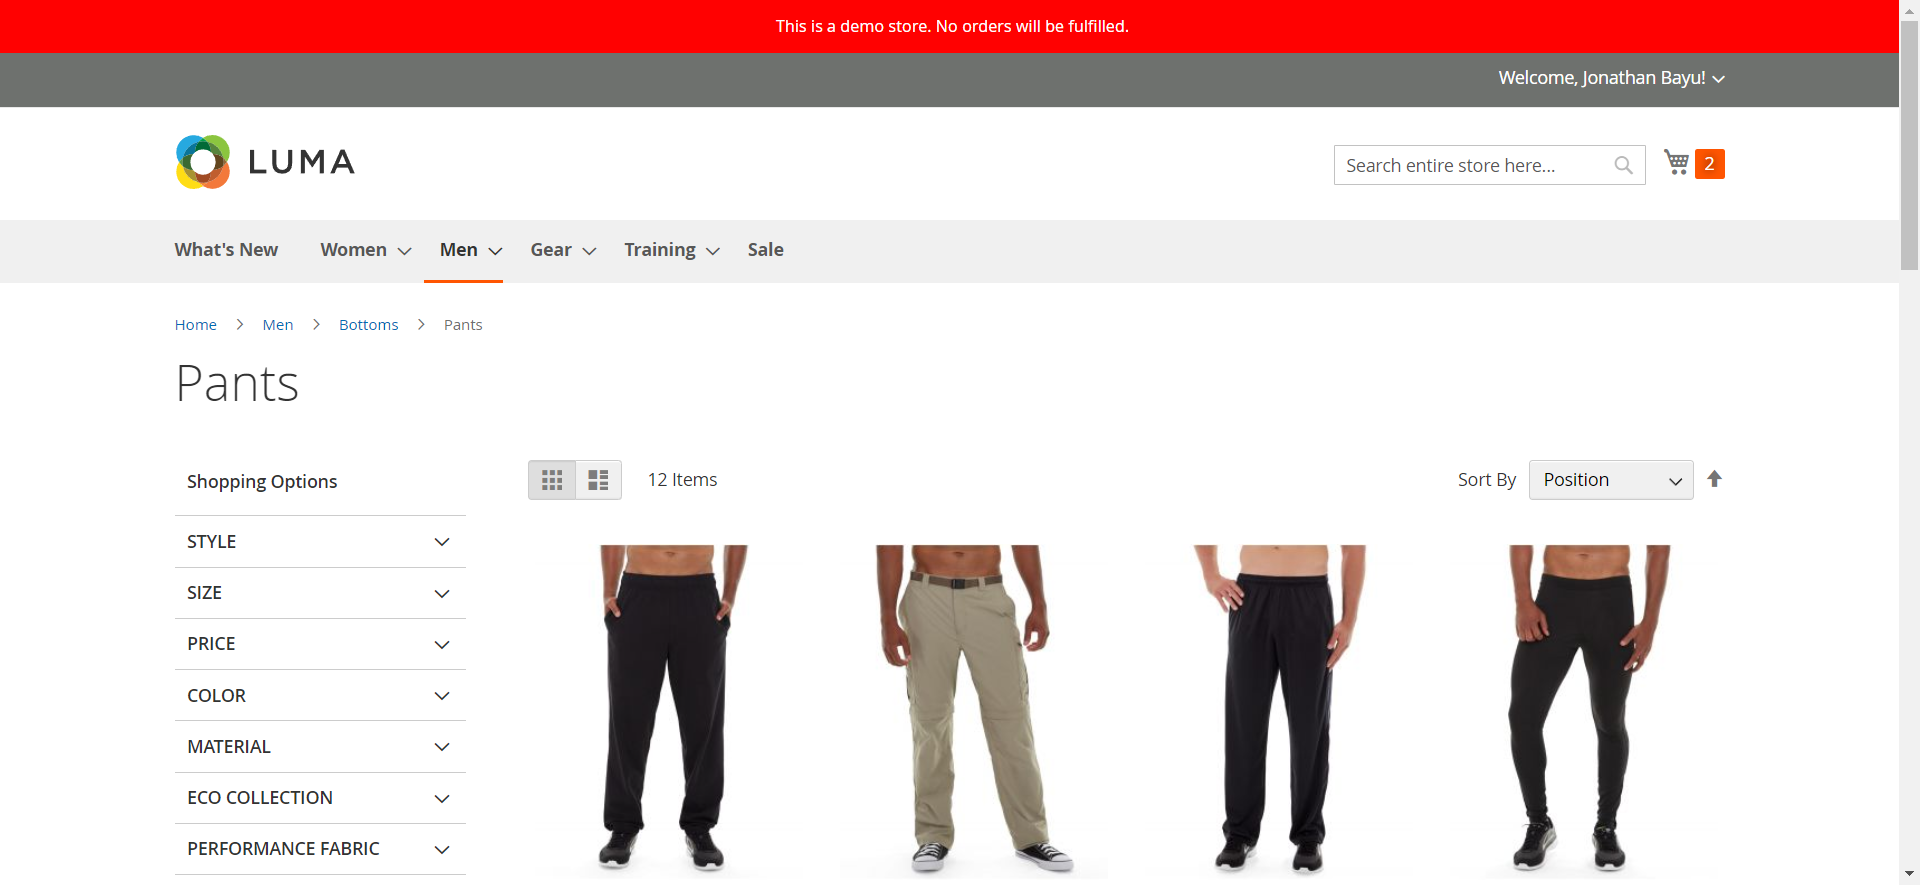 This is a demo store. No orders will be fulfilled.
Welcome, Jonathan Bayu!
LUMA
Search entire store here...
2
What's New Women Men Gear Training Sale
Home > Men > Bottoms > Pants
Pants
Shopping Options
12 Items
Sort By Position
STYLE
SIZE
PRICE
COLOR
MATERIAL
ECO COLLECTION
PERFORMANCE FABRIC